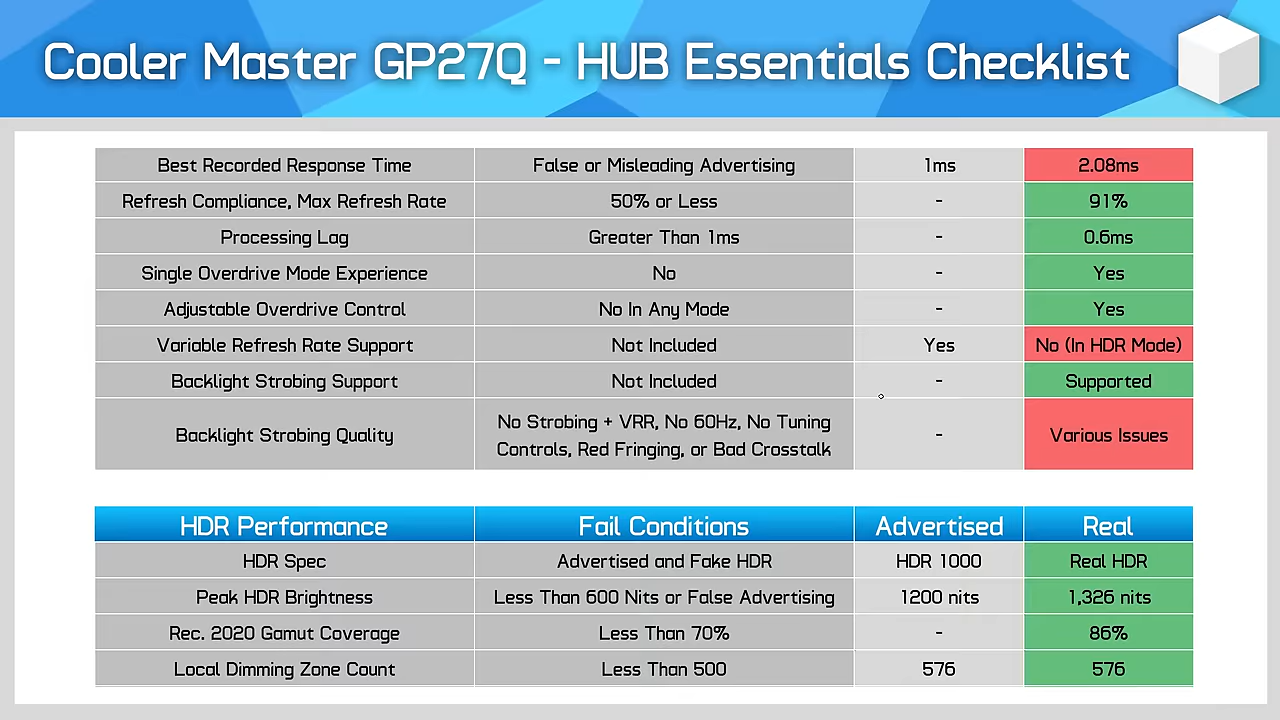 Cooler Master GP27Q - HUB Essentials Checklist
Best Recorded Response Time False or Misleading Advertising 1ms 2.08ms
Refresh Compliance, Max Refresh Rate 50% or Less - 91%
Processing Lag Greater Than 1ms - 0.6ms
Single Overdrive Mode Experience No - Yes
Adjustable Overdrive Control No In Any Mode - Yes
Variable Refresh Rate Support Not Included Yes No (In HDR Mode)
Backlight Strobing Support Not Included - Supported
Backlight Strobing Quality No Strobing + VRR, No 60Hz, No Tuning
Controls, Red Fringing, or Bad Crosstalk - Various Issues
HDR Performance Fail Conditions Advertised Real
HDR Spec Advertised and Fake HDR HDR 1000 Real HDR
Peak HDR Brightness Less Than 600 Nits or False Advertising 1200 nits 1,326 nits
Rec. 2020 Gamut Coverage Less Than 70% - 86%
Local Dimming Zone Count Less Than 500 576 576